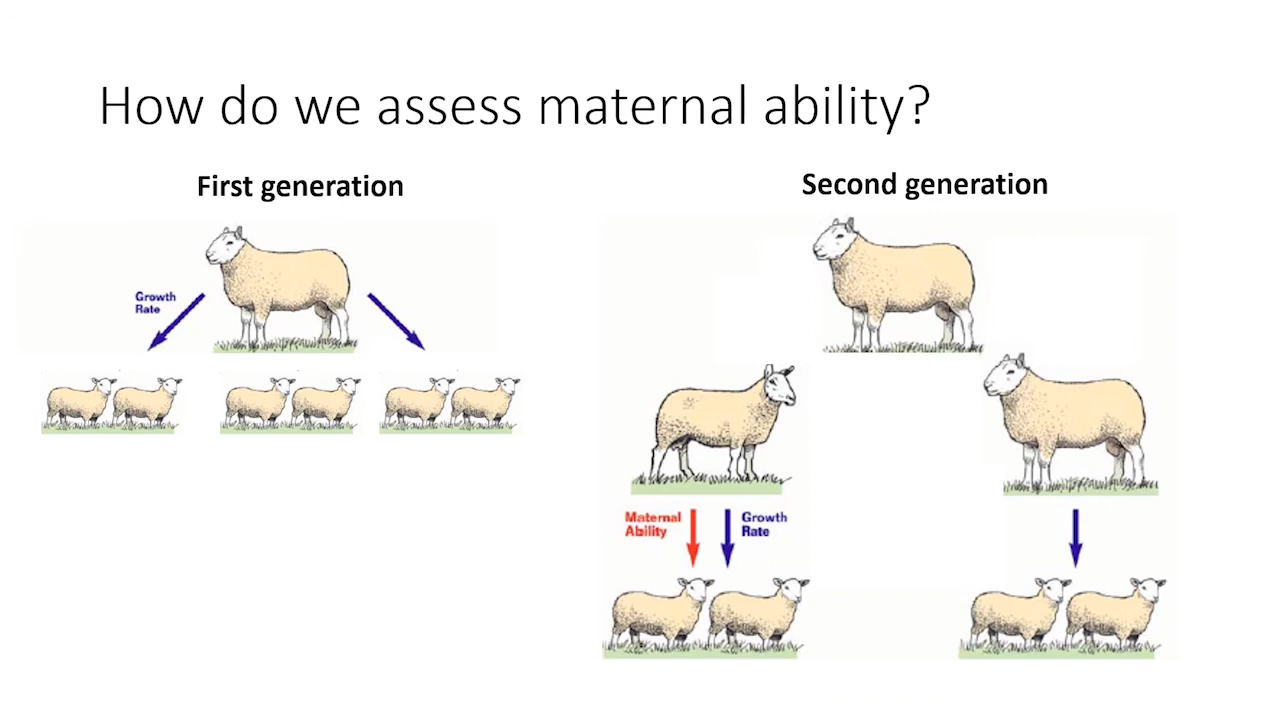 How do we assess maternal ability?
First generation
Second generation
Growth
Rate
Maternal
Ability
Growth
Rate